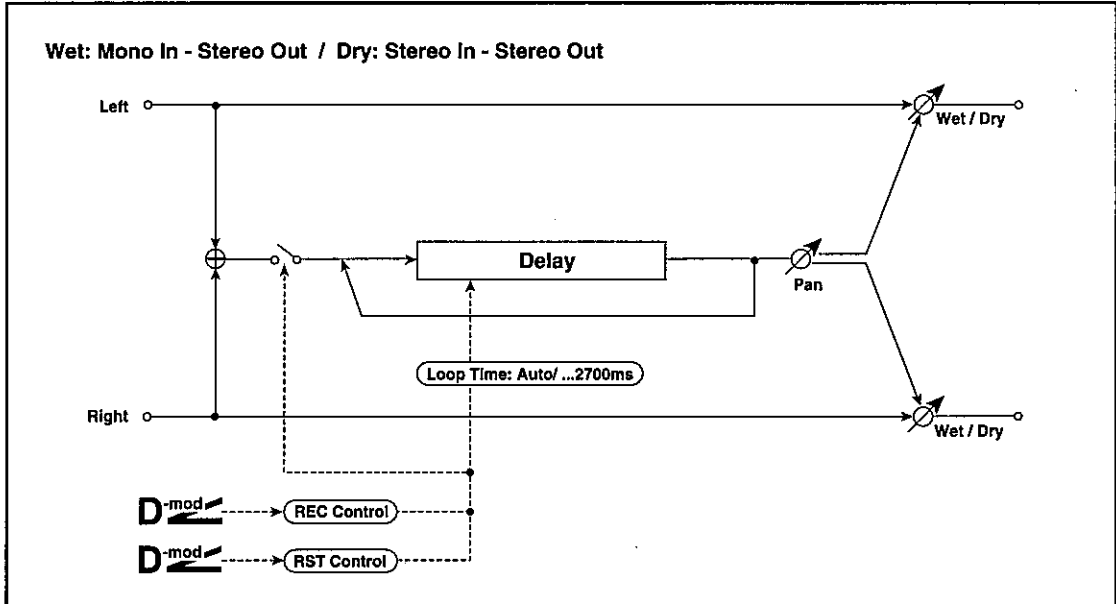 Wet: Mono In - Stereo Out / Dry: Stereo In - Stereo Out
Left
Wet / Dry
Delay
Pan
Loop Time: Auto/ ...2700ms
Right
Wet / Dry
D-mod
REC Control
D-mod
RST Control